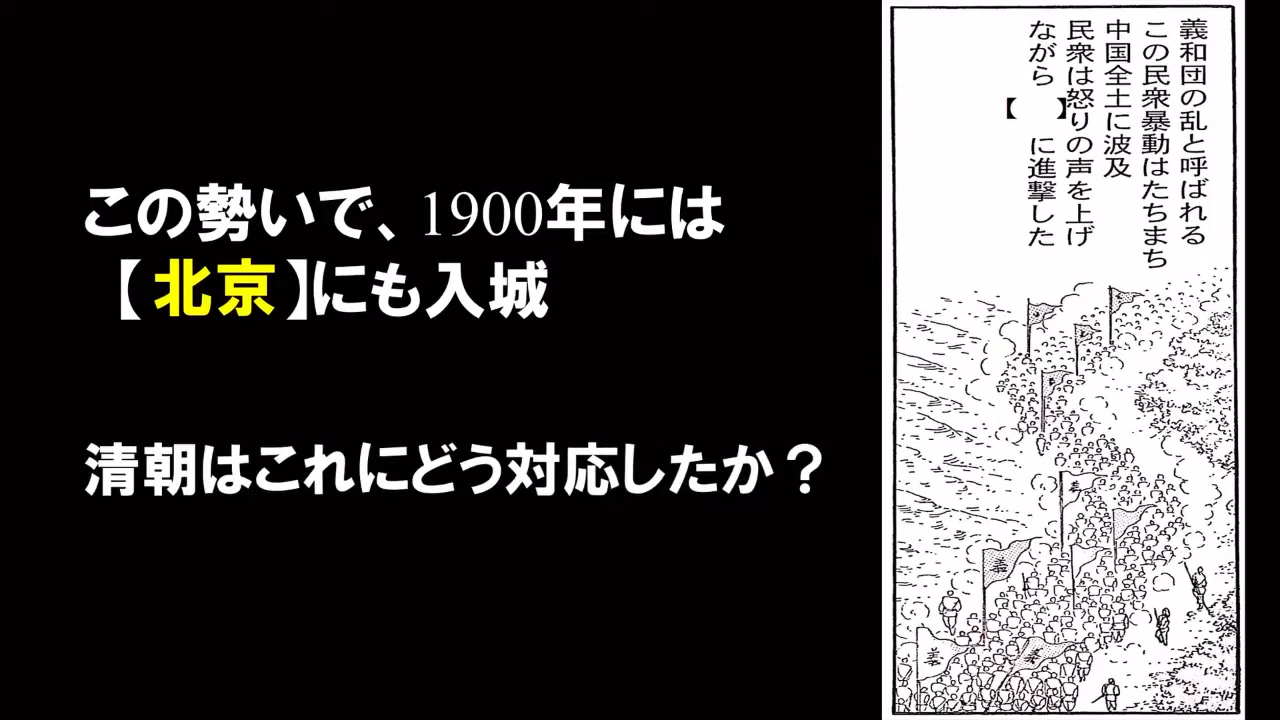 この勢いで、1900年には
【北京】にも入城
清朝はこれにどう対応したか？
義和団の乱と呼ばれる
この民衆暴動はたちまち
中国全土に波及
民衆は怒りの声を上げ
ながら【　】に進撃した
義
義
義
義